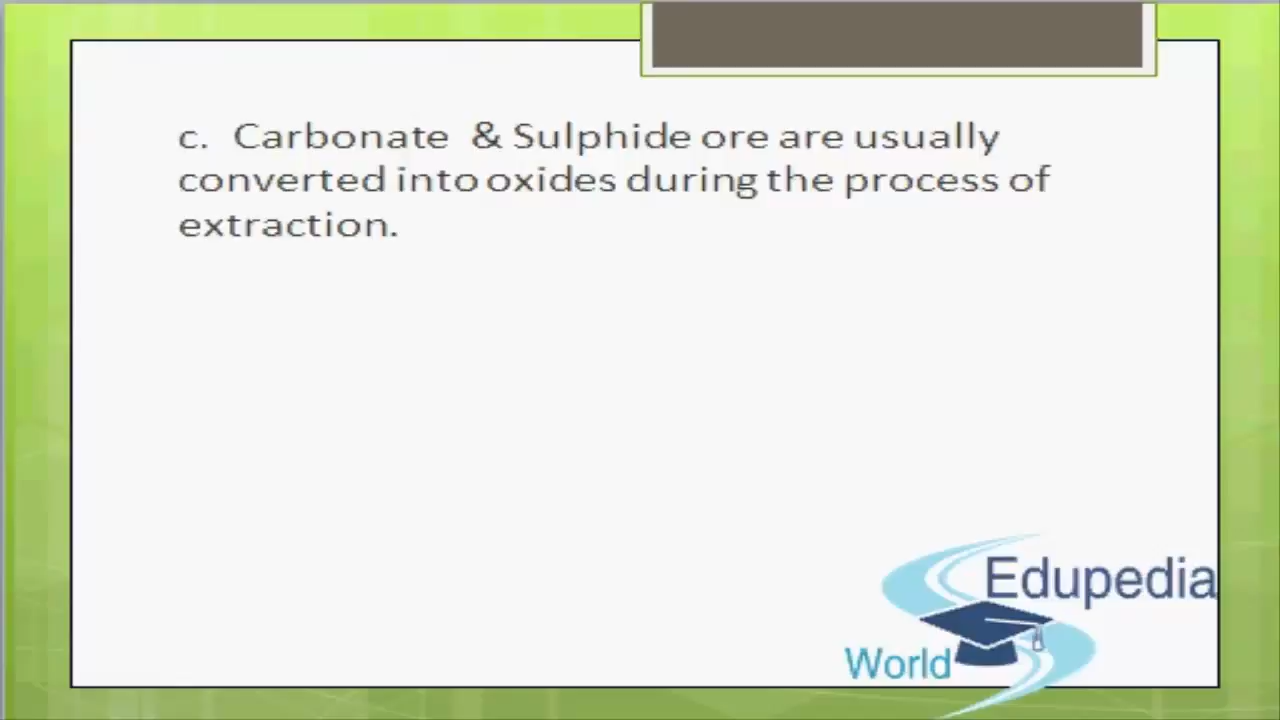 c. Carbonate & Sulphide ore are usually
converted into oxides during the process of
extraction.
Edupedia
World